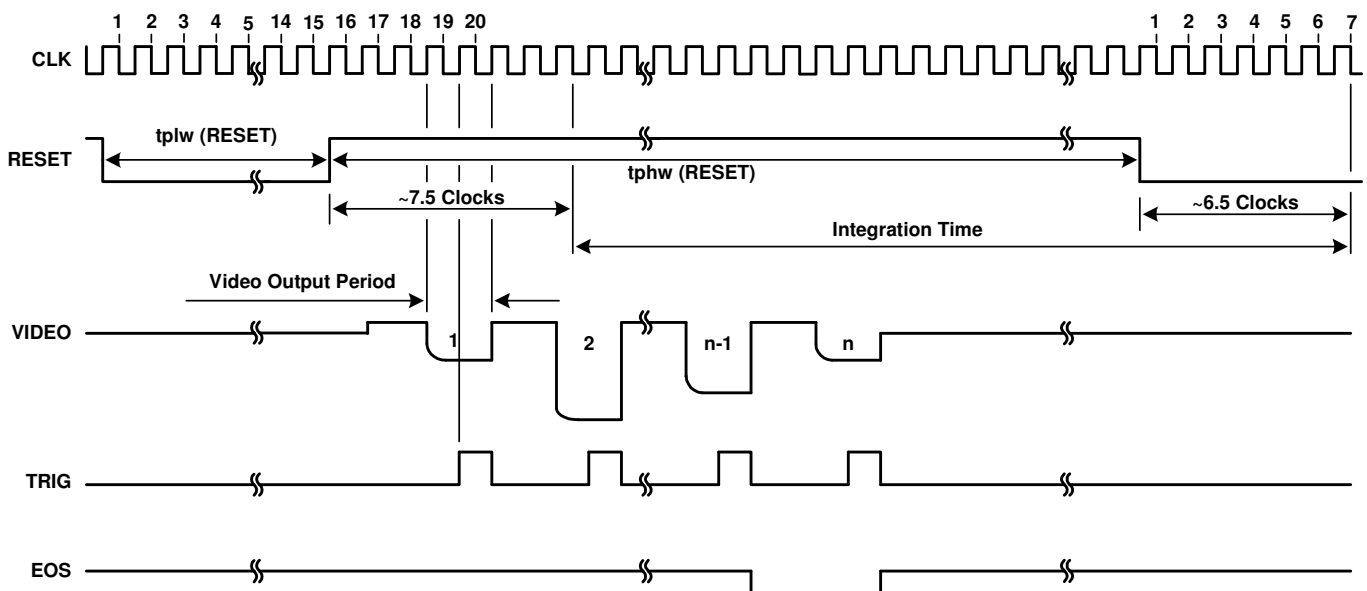 1 2 3 4 5 14 15 16 17 18 19 20 1 2 3 4 5 6 7
CLK
tplw (RESET)
RESET
tphw (RESET)
~7.5 Clocks
~6.5 Clocks
Integration Time
Video Output Period
VIDEO
1 2 n-1 n
TRIG
EOS